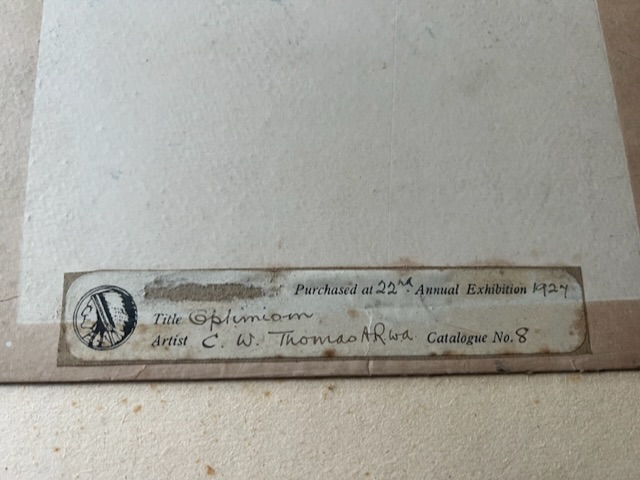 Purchased at 22nd Annual Exhibition 1927
Title Optimism
Artist C. W. Thomas ARWA Catalogue No. 8